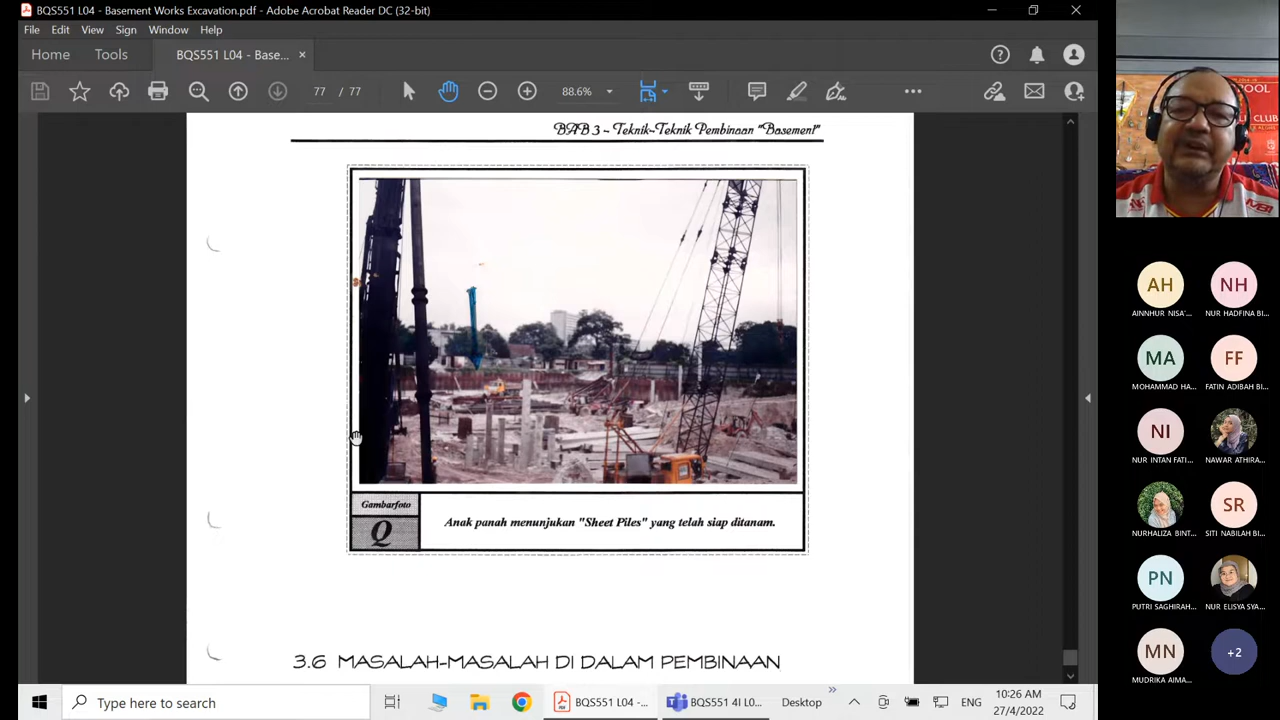 BQS551 L04 - Basement Works Excavation.pdf - Adobe Acrobat Reader DC (32-bit)
File Edit View Sign Window Help
Home Tools BQS551 L04 - Base... ×
77 / 77 88.6%
BAB 3 - Teknik-Teknik Pembinaan "Basement"
Gambarfoto
Q
Anak panah menunjukan "Sheet Piles" yang telah siap ditanam.
3.6 MASALAH-MASALAH DI DALAM PEMBINAAN
AH NH
AINNHUR NISA'... NUR HADFINA BI...
MA FF
MOHAMMAD HA... FATIN ADIBAH BI...
NI
NUR INTAN FATI... NAWAR ATHIRA...
SR
NURHALIZA BINT... SITI NABILAH BI...
PN
PUTRI SAGHIRAH... NUR ELISYA SYA...
MN +2
MUDRIKA AIMA...
Type here to search
BQS551 L04 -...
BQS551 4I L0...
Desktop
ENG
10:26 AM
27/4/2022